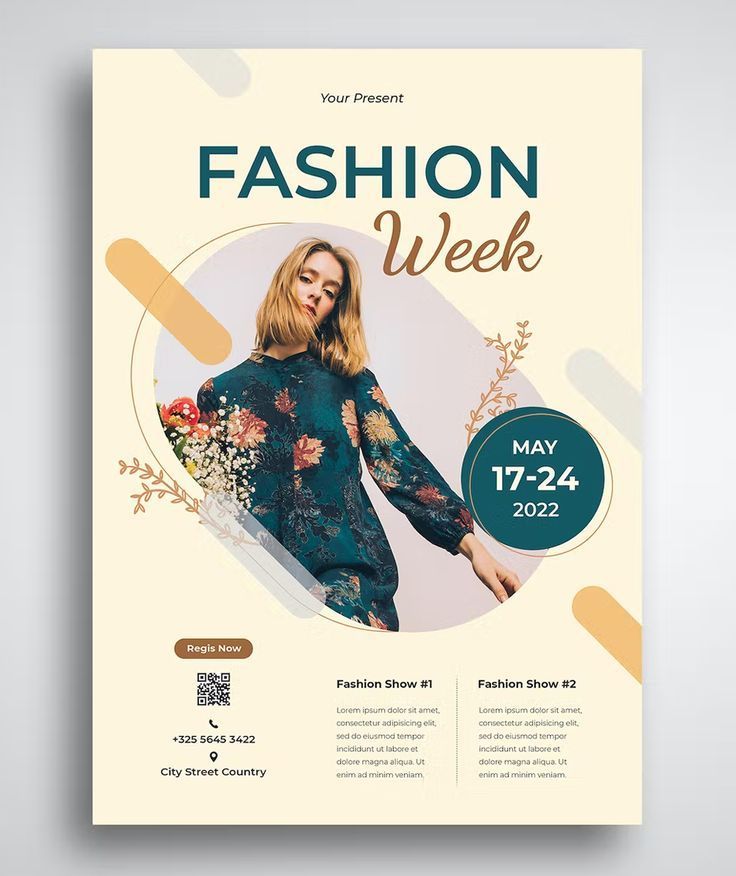 Your Present
FASHION
Week
MAY
17-24
2022
Regis Now
+325 5645 3422
City Street Country
Fashion Show #1
Lorem ipsum dolor sit amet,
consectetur adipisicing elit,
sed do eiusmod tempor
incididunt ut labore et
dolore magna aliqua. Ut
enim ad minim veniam,
Fashion Show #2
Lorem ipsum dolor sit amet,
consectetur adipisicing elit,
sed do eiusmod tempor
incididunt ut labore et
dolore magna aliqua. Ut
enim ad minim veniam,